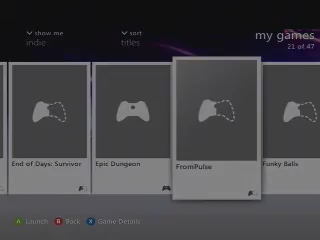 show me
sort
my games
indie
titles
21 of 47
End of Days: Survivor
Epic Dungeon
FromPulse
Funky Balls
A Launch B Back X Game Details